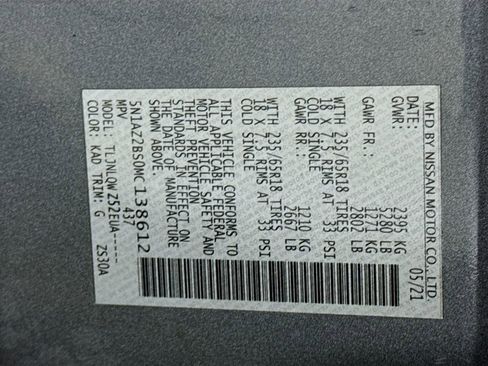 MFD BY NISSAN MOTOR CO., LTD. 05/21
GVWR: 2395 KG
5280 LB
GAWR FR.: 1271 KG
2802 LB
WITH 235/65R18 TIRES
18 X 7.5 RIMS AT 33 PSI
COLD SINGLE
GAWR RR.: 1210 KG
2667 LB
WITH 235/65R18 TIRES
18 X 7.5 RIMS AT 33 PSI
COLD SINGLE
THIS VEHICLE CONFORMS TO
ALL APPLICABLE FEDERAL
MOTOR VEHICLE SAFETY AND
THEFT PREVENTION
STANDARDS IN EFFECT ON
THE DATE OF MANUFACTURE
SHOWN ABOVE.
5N1AZ2BS0MC138612
MPV 437
MODEL: TLJNLQWZ52EUA-----
COLOR: KAD TRIM: G ZS30A